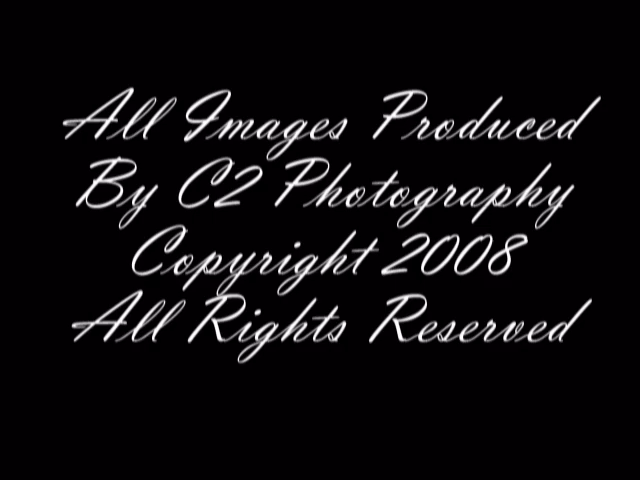 All Images Produced
By C2 Photography
Copyright 2008
All Rights Reserved